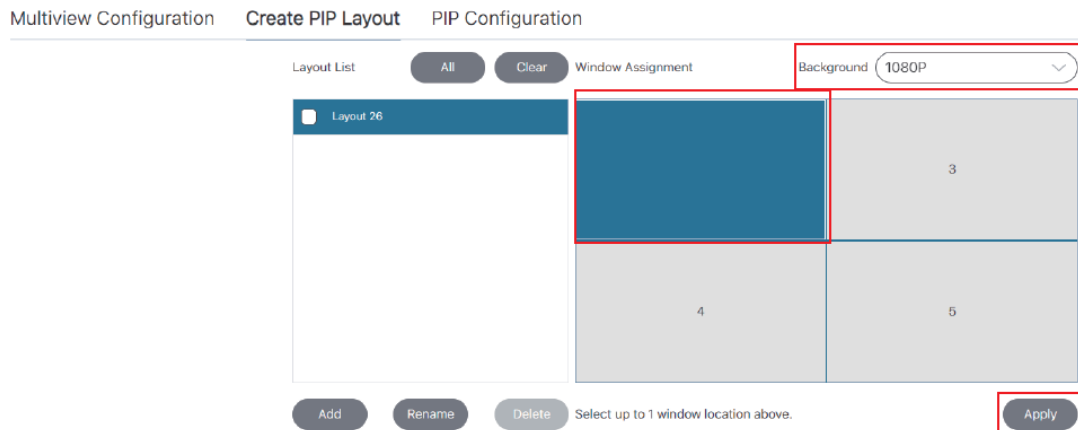 Multiview Configuration Create PIP Layout PIP Configuration
Layout List All Clear Window Assignment Background 1080P
Layout 26
3
4 5
Add Rename Delete Select up to 1 window location above. Apply